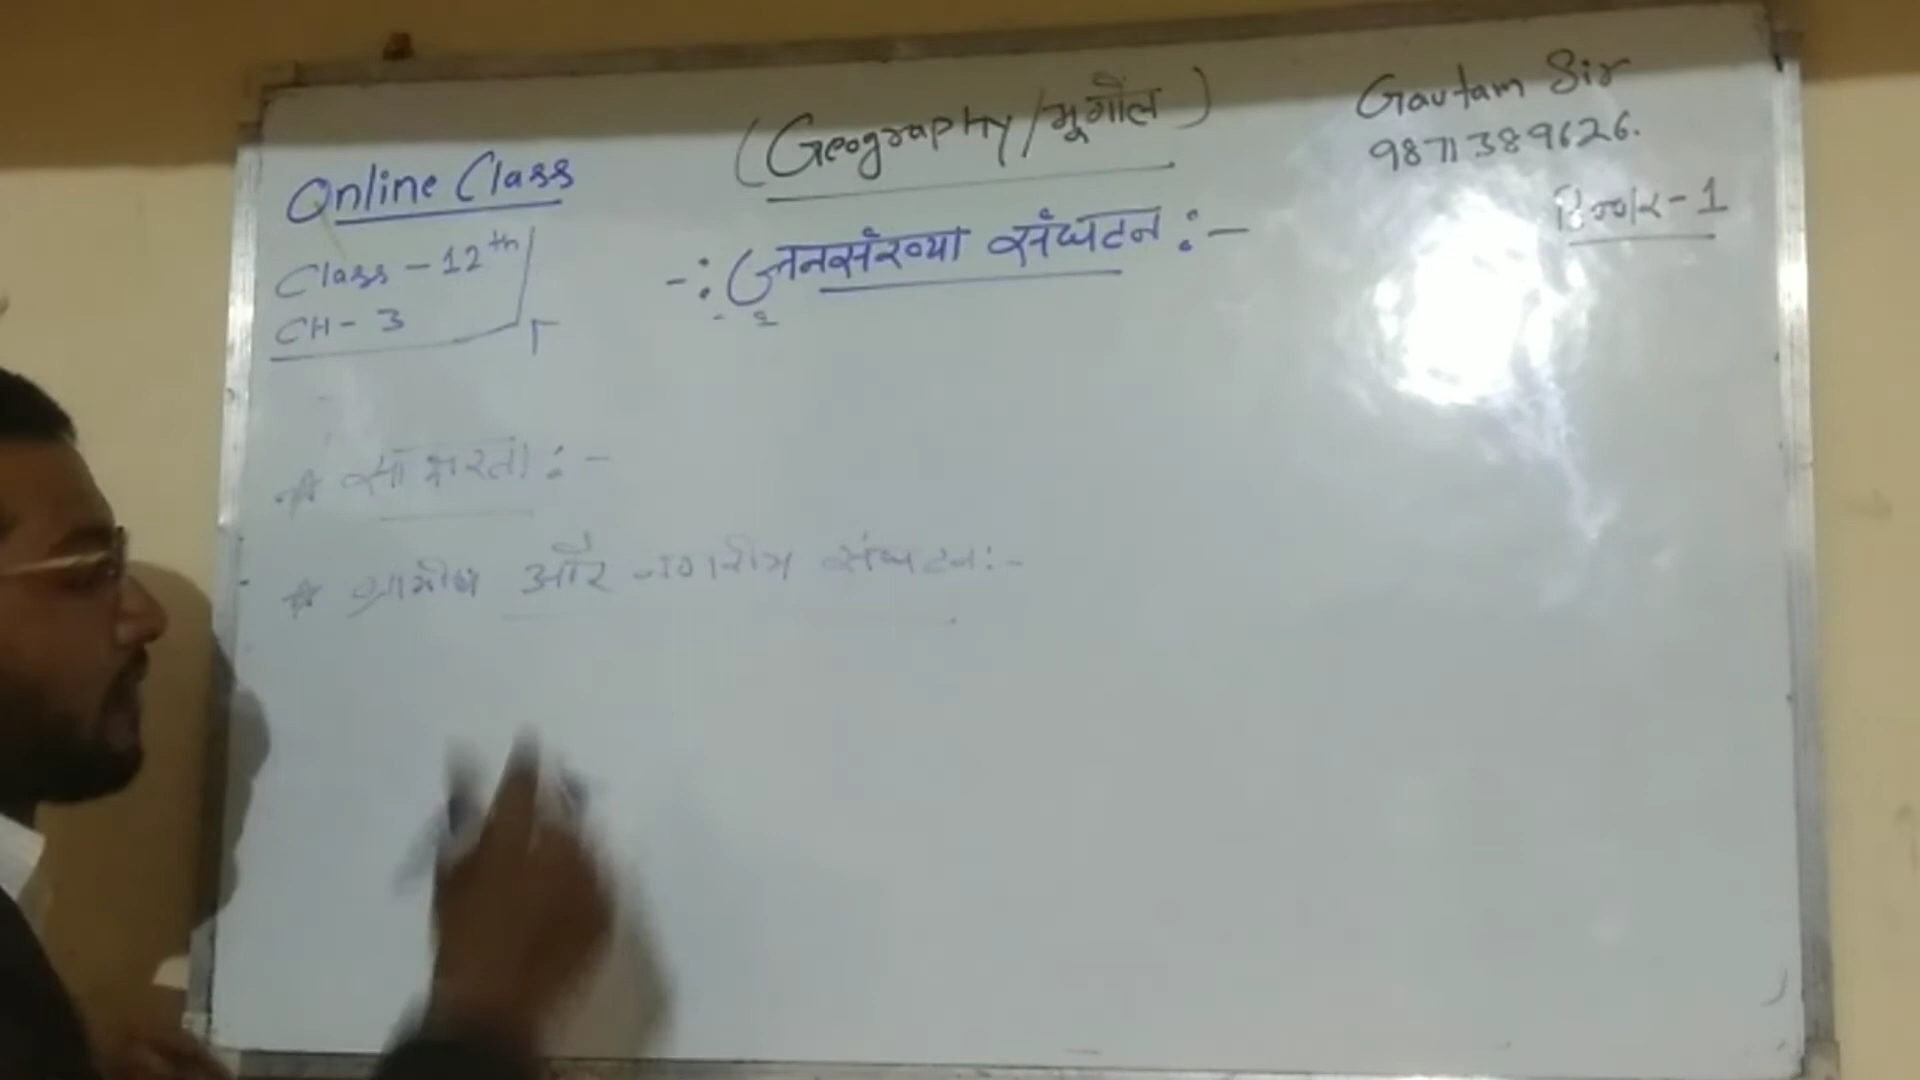 (Geography/भूगोल)
Gautam Sir
9871389626.
Online Class
Class - 12th
CH - 3
-: जनसंख्या संघटन :-
* साक्षरता :-
* ग्रामीण और नगरीय संघटन :-